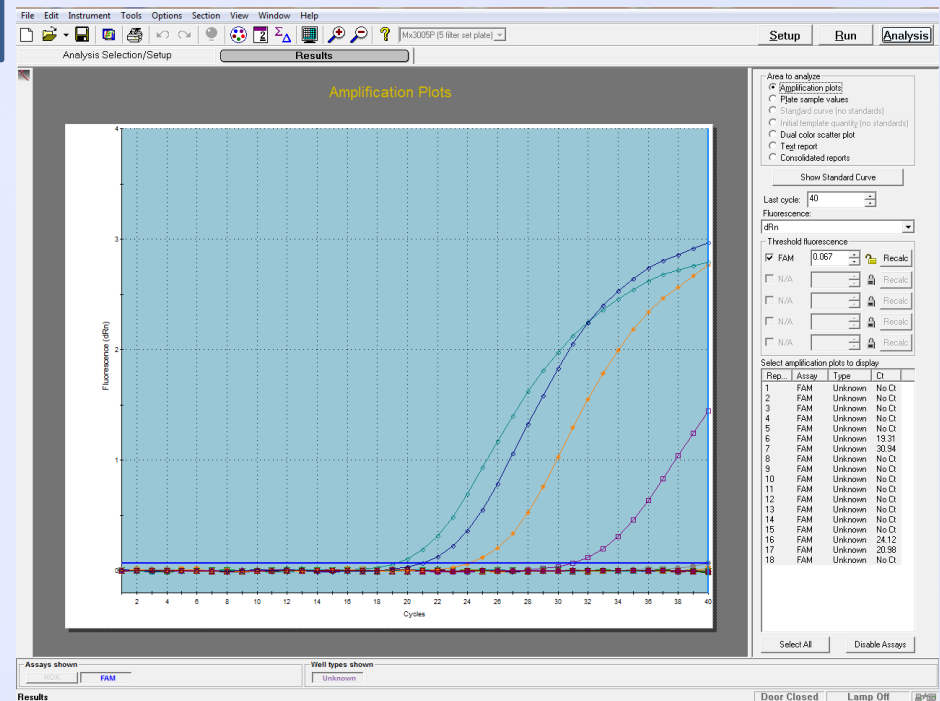 File Edit Instrument Tools Options Section View Window Help
Mx3005P (5 filter set plate)
Setup Run Analysis
Analysis Selection/Setup Results
Amplification Plots
4
3
2
1
0
Fluorescence (dRn)
2 4 6 8 10 12 14 16 18 20 22 24 26 28 30 32 34 36 38 40
Cycles
Area to analyze
Amplification plots
Plate sample values
Standard curve (no standards)
Initial template quantity (no standards)
Dual color scatter plot
Text report
Consolidated reports
Show Standard Curve
Last cycle: 40
Fluorescence:
dRn
Threshold fluorescence
FAM 0.067 Recalc
N/A Recalc
N/A Recalc
N/A Recalc
N/A Recalc
Select amplification plots to display
Rep... Assay Type Ct
1 FAM Unknown No Ct
2 FAM Unknown No Ct
3 FAM Unknown No Ct
4 FAM Unknown No Ct
5 FAM Unknown No Ct
6 FAM Unknown 19.31
7 FAM Unknown 30.94
8 FAM Unknown No Ct
9 FAM Unknown No Ct
10 FAM Unknown No Ct
11 FAM Unknown No Ct
12 FAM Unknown No Ct
13 FAM Unknown No Ct
14 FAM Unknown No Ct
15 FAM Unknown No Ct
16 FAM Unknown 24.12
17 FAM Unknown 20.98
18 FAM Unknown No Ct
Select All Disable Assays
Assays shown
ROX FAM
Well types shown
Unknown
Results
Door Closed Lamp Off